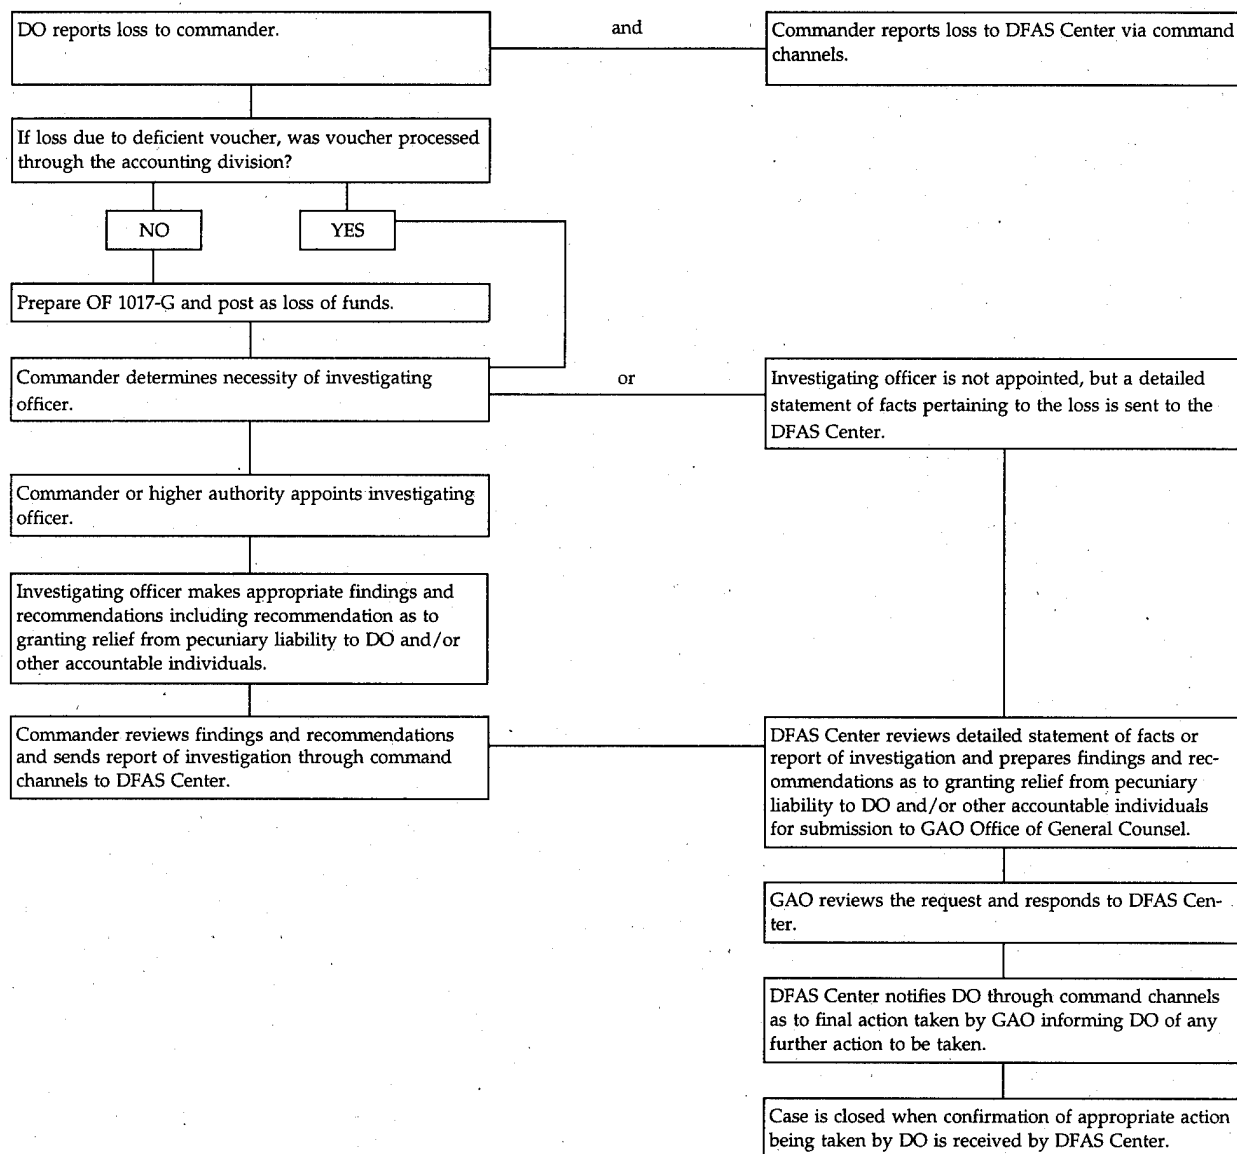 DO reports loss to commander.
and
Commander reports loss to DFAS Center via command
channels.
If loss due to deficient voucher, was voucher processed
through the accounting division?
NO
YES
Prepare OF 1017-G and post as loss of funds.
Commander determines necessity of investigating
officer.
or
Investigating officer is not appointed, but a detailed
statement of facts pertaining to the loss is sent to the
DFAS Center.
Commander or higher authority appoints investigating
officer.
Investigating officer makes appropriate findings and
recommendations including recommendation as to
granting relief from pecuniary liability to DO and/or
other accountable individuals.
Commander reviews findings and recommendations
and sends report of investigation through command
channels to DFAS Center.
DFAS Center reviews detailed statement of facts or
report of investigation and prepares findings and rec-
ommendations as to granting relief from pecuniary
liability to DO and/or other accountable individuals
for submission to GAO Office of General Counsel.
GAO reviews the request and responds to DFAS Cen-
ter.
DFAS Center notifies DO through command channels
as to final action taken by GAO informing DO of any
further action to be taken.
Case is closed when confirmation of appropriate action
being taken by DO is received by DFAS Center.